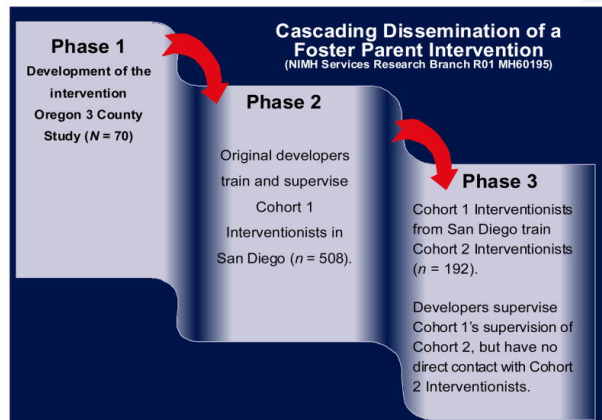 Cascading Dissemination of a
Foster Parent Intervention
(NIMH Services Research Branch R01 MH60195)
Phase 1
Development of the
intervention
Oregon 3 County
Study (N = 70)
Phase 2
Original developers
train and supervise
Cohort 1
Interventionists in
San Diego (n = 508).
Phase 3
Cohort 1 Interventionists
from San Diego train
Cohort 2 Interventionists
(n = 192).
Developers supervise
Cohort 1's supervision of
Cohort 2, but have no
direct contact with Cohort
2 Interventionists.